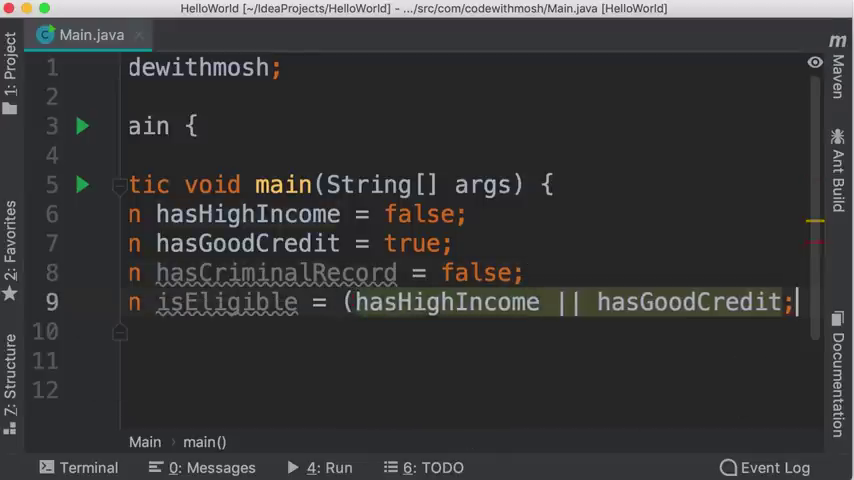 HelloWorld [~/IdeaProjects/HelloWorld] - .../src/com/codewithmosh/Main.java [HelloWorld]
Main.java
1: Project
2: Favorites
7: Structure
Maven
Ant Build
Documentation
1 dewithmosh;
2
3 ain {
4
5 tic void main(String[] args) {
6 n hasHighIncome = false;
7 n hasGoodCredit = true;
8 n hasCriminalRecord = false;
9 n isEligible = (hasHighIncome || hasGoodCredit;
10
11
12
Main › main()
Terminal 0: Messages 4: Run 6: TODO Event Log